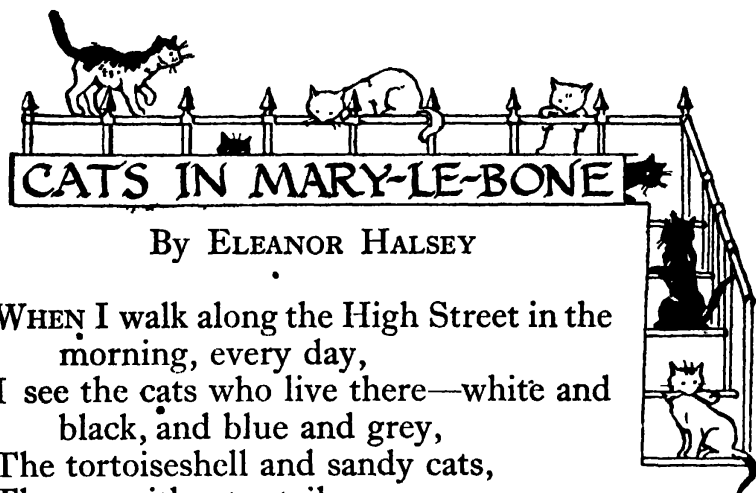 CATS IN MARY-LE-BONE
By ELEANOR HALSEY
WHEN I walk along the High Street in the
morning, every day,
I see the cats who live there—white and
black, and blue and grey,
The tortoiseshell and sandy cats,